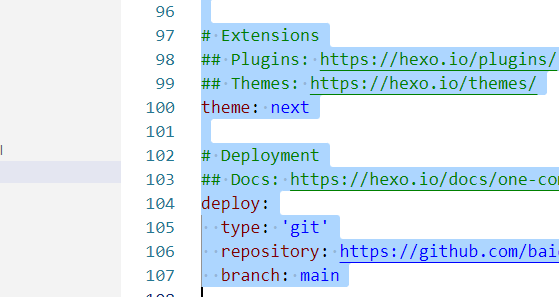 96
97 # Extensions
98 ## Plugins: https://hexo.io/plugins/
99 ## Themes: https://hexo.io/themes/
100 theme: next
101
102 # Deployment
103 ## Docs: https://hexo.io/docs/one-co
104 deploy:
105 type: 'git'
106 repository: https://github.com/bai
107 branch: main